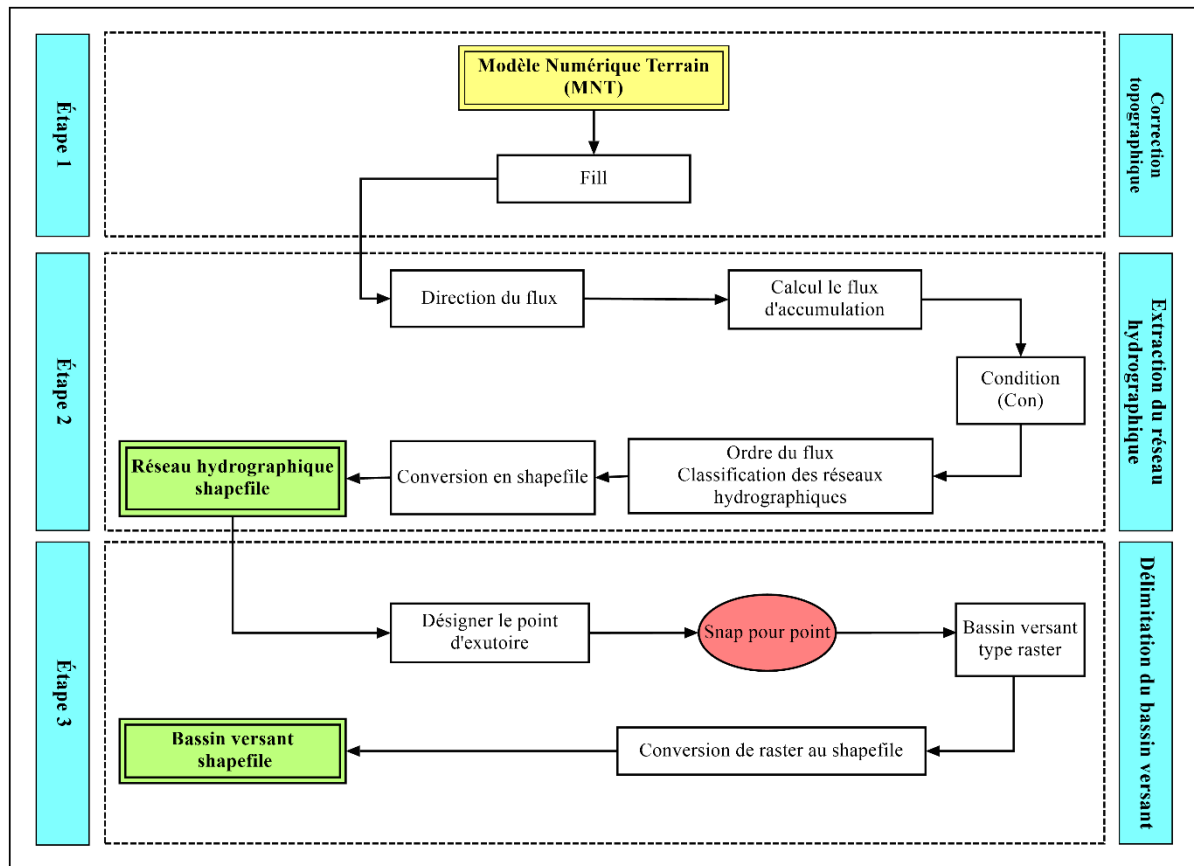 Étape 1
Modèle Numérique Terrain
(MNT)
Fill
Correction
topographique
Étape 2
Direction du flux
Calcul le flux
d'accumulation
Condition
(Con)
Ordre du flux
Classification des réseaux
hydrographiques
Conversion en shapefile
Réseau hydrographique
shapefile
Extraction du réseau
hydrographique
Étape 3
Désigner le point
d'exutoire
Snap pour point
Bassin versant
type raster
Conversion de raster au shapefile
Bassin versant
shapefile
Délimitation du bassin versant